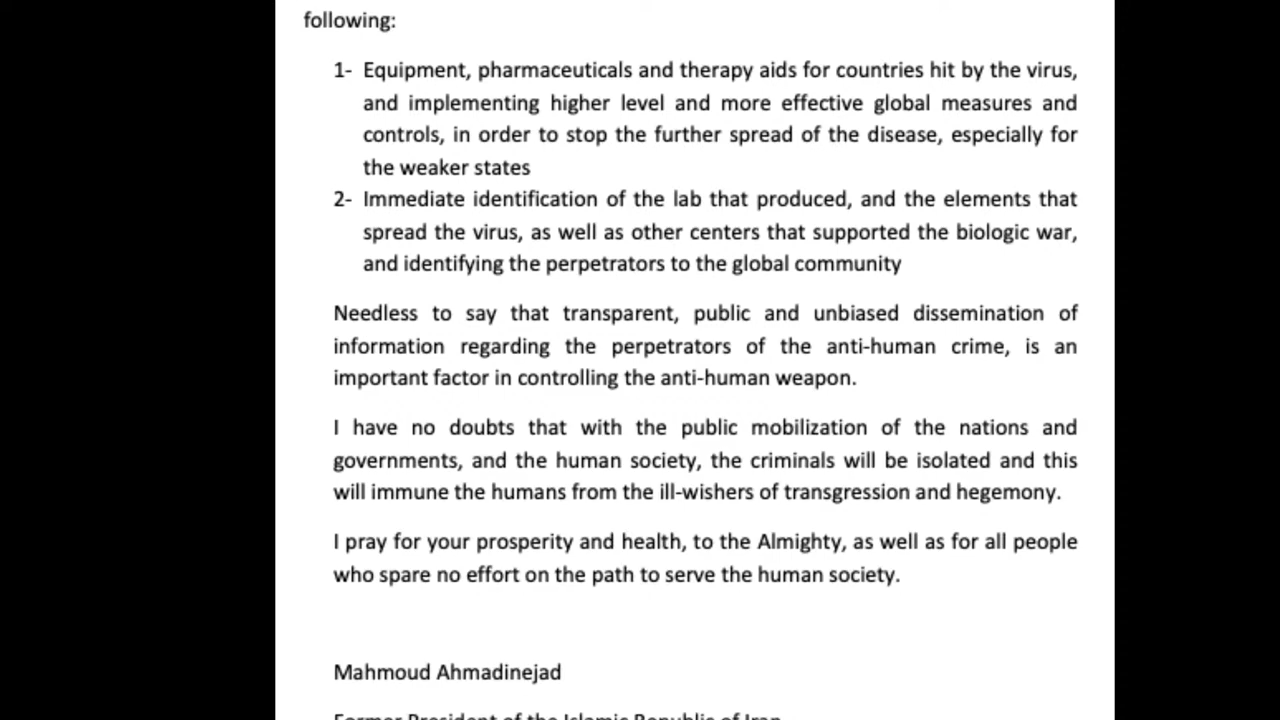 following:
1- Equipment, pharmaceuticals and therapy aids for countries hit by the virus,
and implementing higher level and more effective global measures and
controls, in order to stop the further spread of the disease, especially for
the weaker states
2- Immediate identification of the lab that produced, and the elements that
spread the virus, as well as other centers that supported the biologic war,
and identifying the perpetrators to the global community
Needless to say that transparent, public and unbiased dissemination of
information regarding the perpetrators of the anti-human crime, is an
important factor in controlling the anti-human weapon.
I have no doubts that with the public mobilization of the nations and
governments, and the human society, the criminals will be isolated and this
will immune the humans from the ill-wishers of transgression and hegemony.
I pray for your prosperity and health, to the Almighty, as well as for all people
who spare no effort on the path to serve the human society.
Mahmoud Ahmadinejad
Former President of the Islamic Republic of Iran